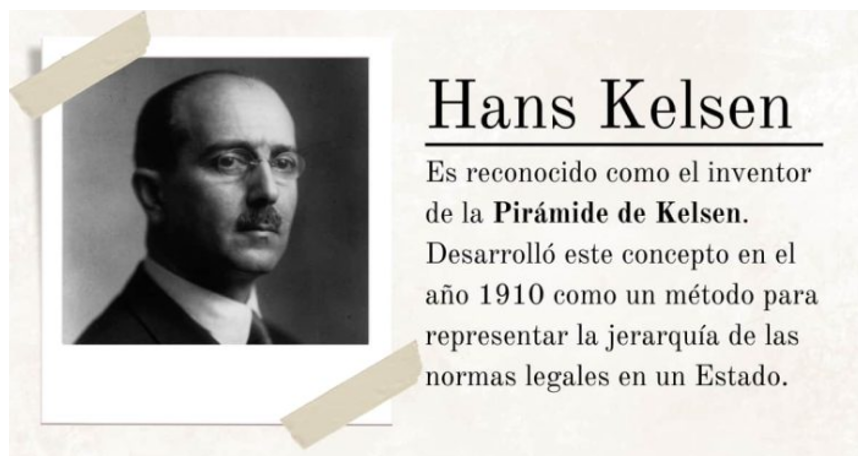 Hans Kelsen
Es reconocido como el inventor
de la Pirámide de Kelsen.
Desarrolló este concepto en el
año 1910 como un método para
representar la jerarquía de las
normas legales en un Estado.